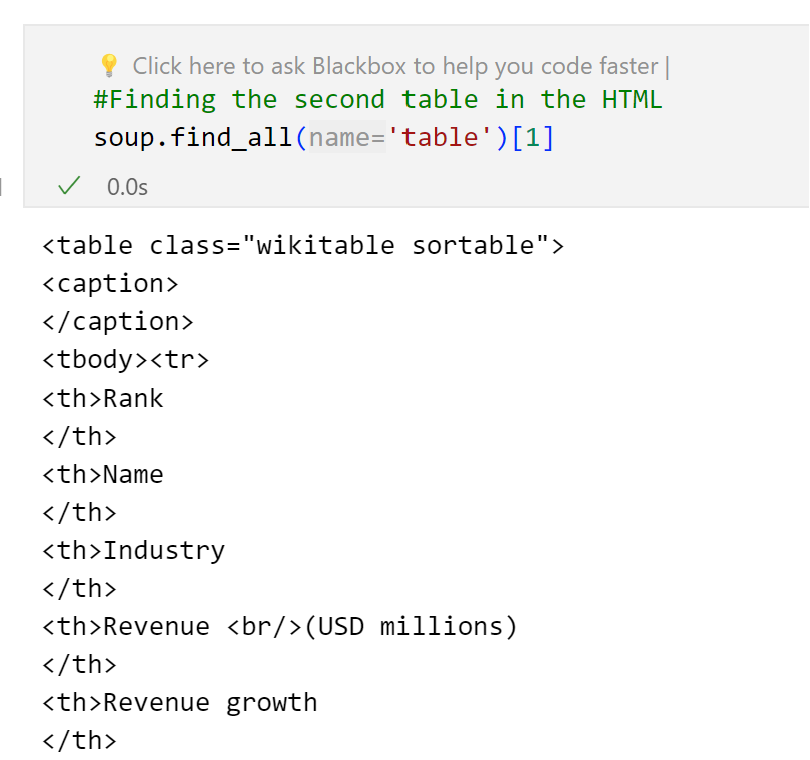 💡 Click here to ask Blackbox to help you code faster |
#Finding the second table in the HTML
soup.find_all(name='table')[1]
✓ 0.0s
<table class="wikitable sortable">
<caption>
</caption>
<tbody><tr>
<th>Rank
</th>
<th>Name
</th>
<th>Industry
</th>
<th>Revenue <br/>(USD millions)
</th>
<th>Revenue growth
</th>